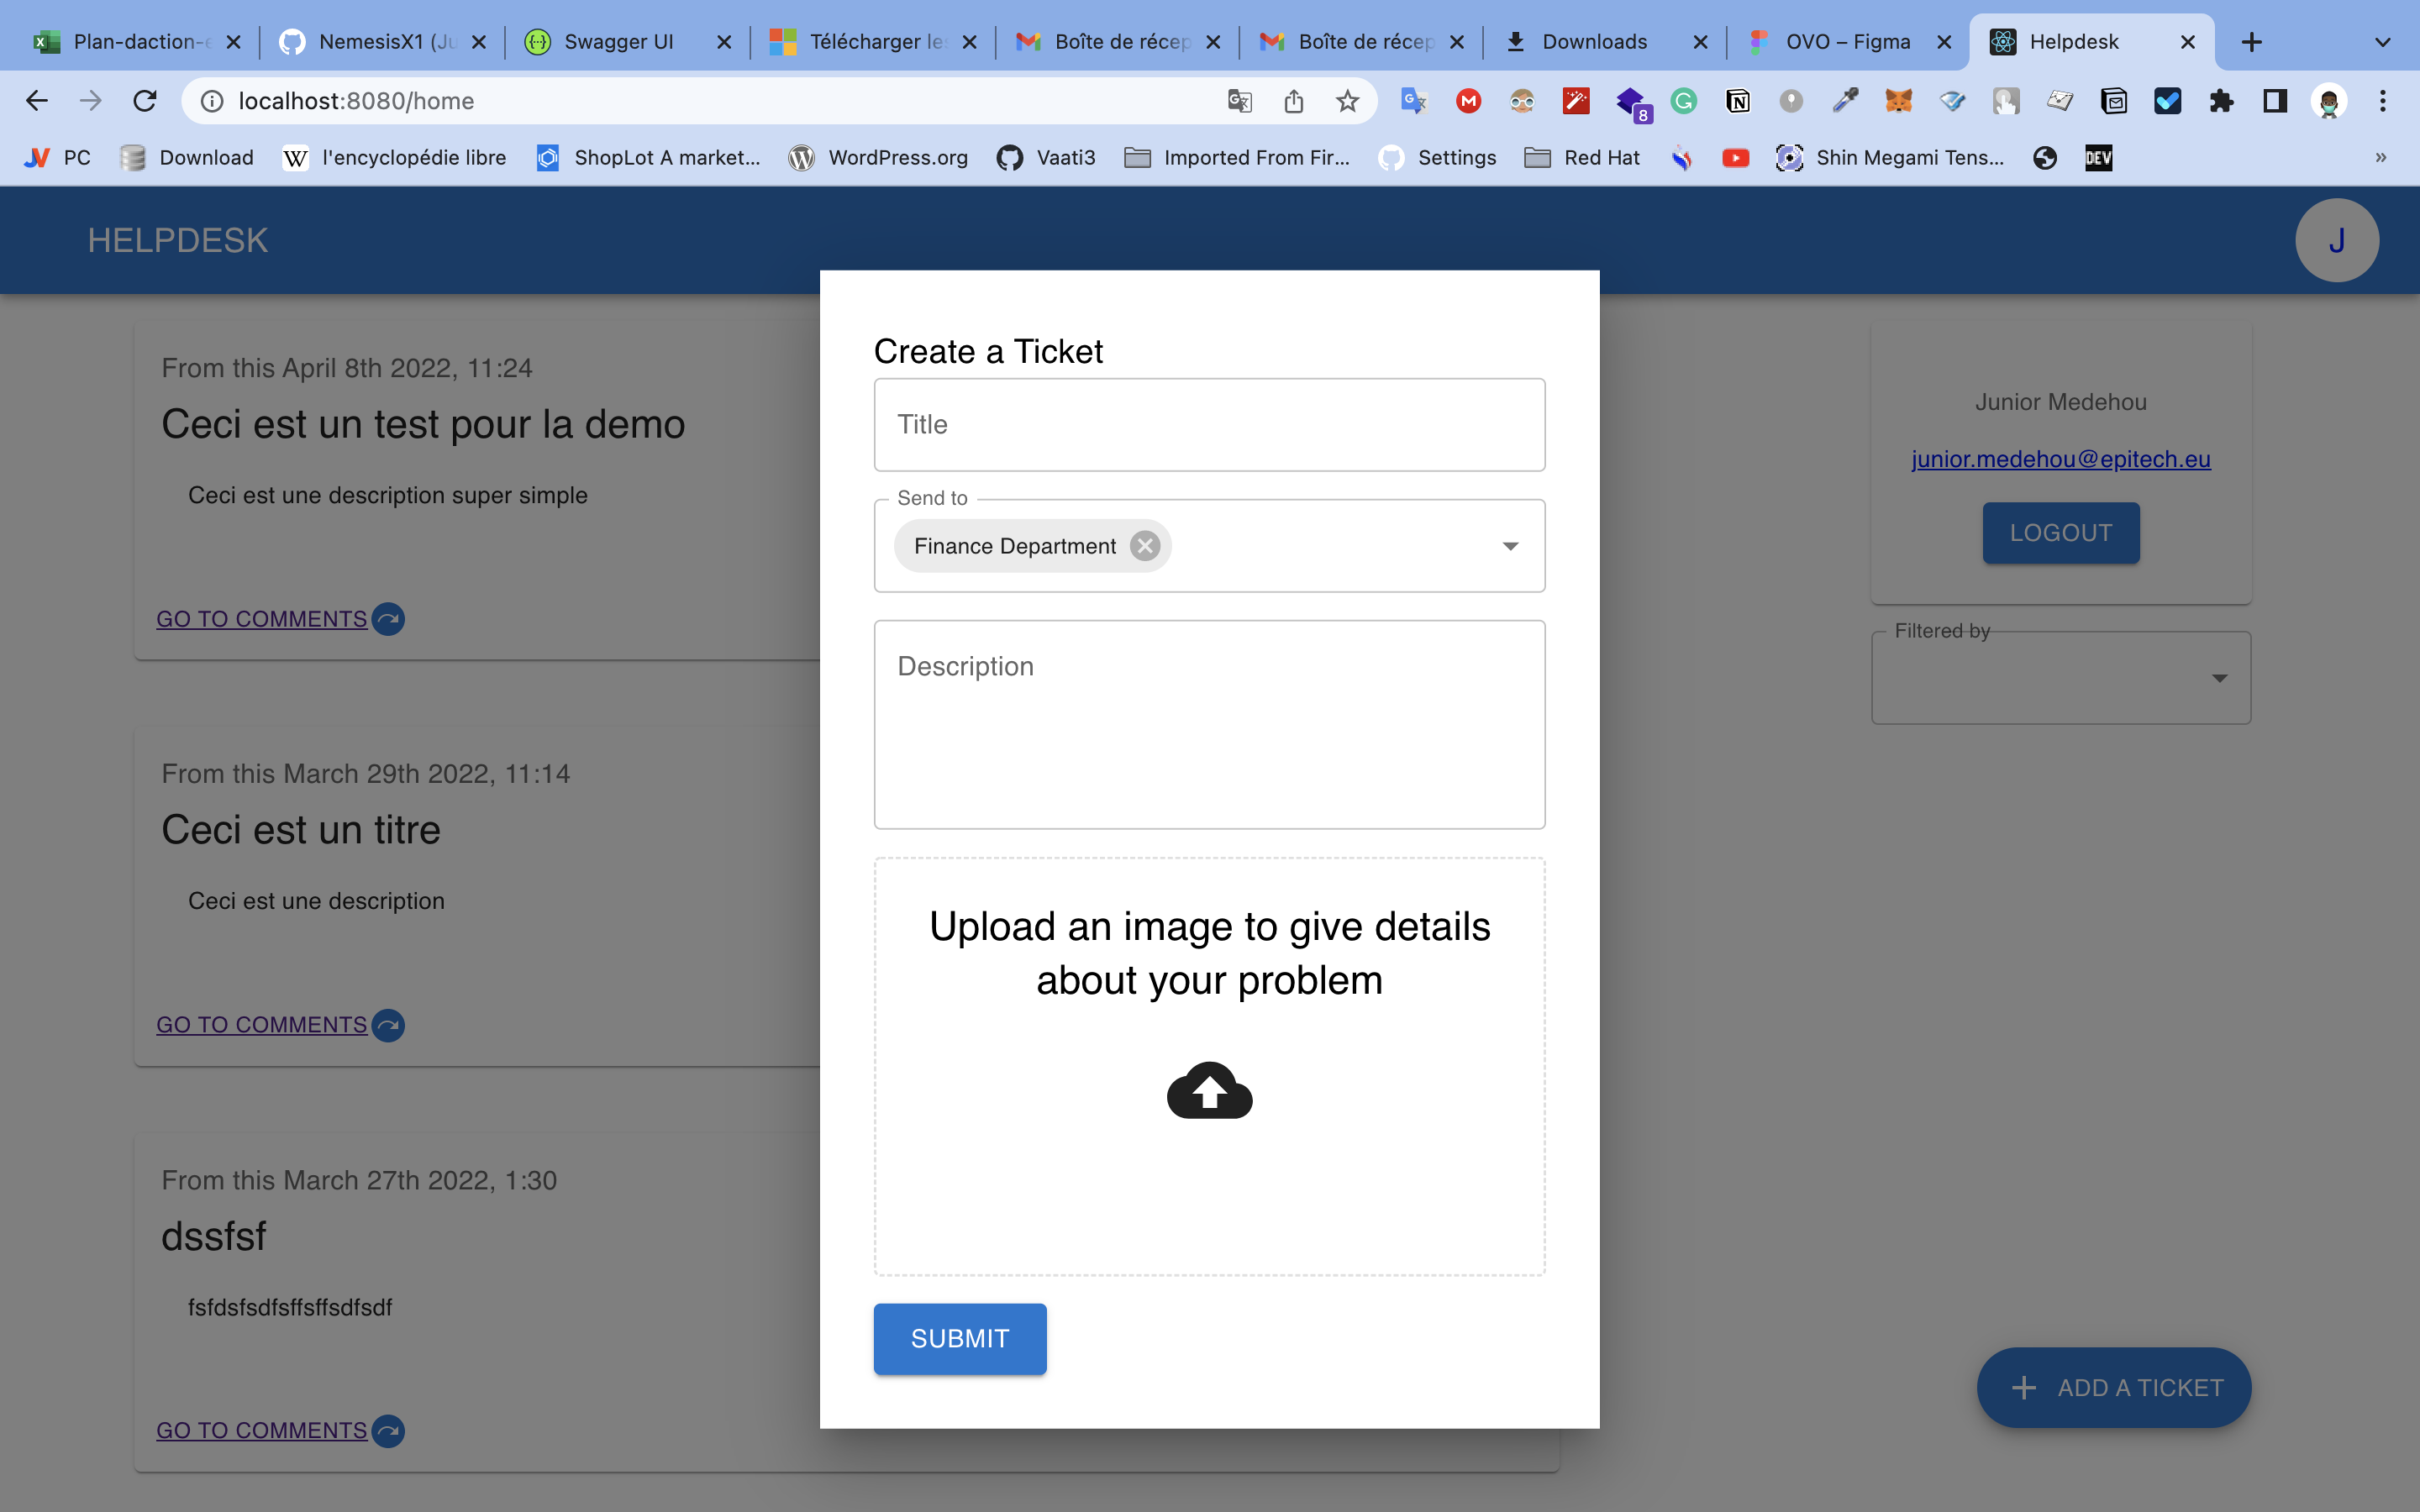 Plan-daction-e
NemesisX1 (Ju
Swagger UI
Télécharger les
Boîte de récep
Boîte de récep
Downloads
OVO – Figma
Helpdesk
localhost:8080/home
8
PC
Download
W l'encyclopédie libre
ShopLot A market...
WordPress.org
Vaati3
Imported From Fir...
Settings
Red Hat
Shin Megami Tens...
DEV
»
HELPDESK
J
From this April 8th 2022, 11:24
Ceci est un test pour la demo
Ceci est une description super simple
GO TO COMMENTS
From this March 29th 2022, 11:14
Ceci est un titre
Ceci est une description
GO TO COMMENTS
From this March 27th 2022, 1:30
dssfsf
fsfdsfsdfsffsffsdfsdf
GO TO COMMENTS
Create a Ticket
Title
Send to
Finance Department
Description
Upload an image to give details
about your problem
SUBMIT
Junior Medehou
junior.medehou@epitech.eu
LOGOUT
Filtered by
+ ADD A TICKET